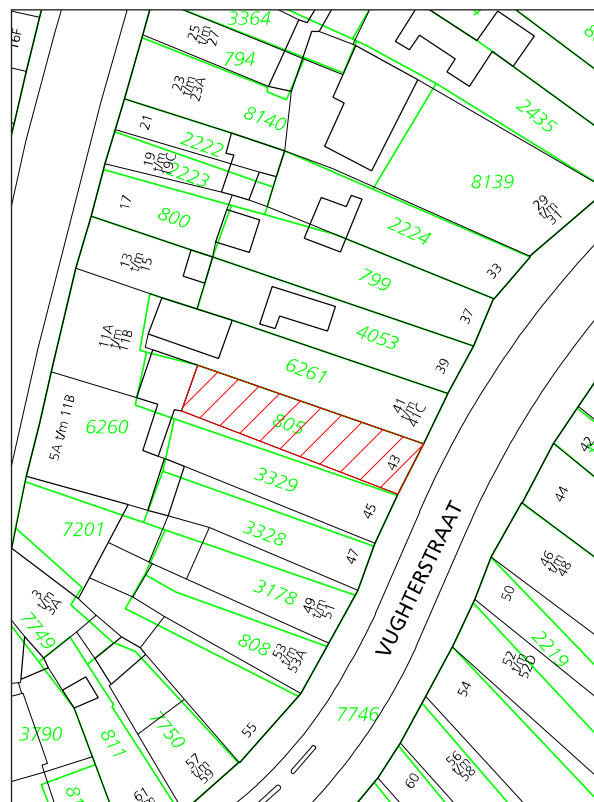 3364
16F
25
t/m
27
794
23
t/m
23A
2435
8140
21
2222
19
t/m
19C
2223
8139
29
t/m
31
17
800
2224
33
13
t/m
15
799
37
11A
t/m
11B
4053
39
6261
41
t/m
41C
805
43
5A t/m 11B
6260
42
3329
45
44
VUGHTERSTRAAT
7201
3328
47
46
t/m
48
3
t/m
3A
3178
49
t/m
51
50
7749
808
53
t/m
53A
2219
52
t/m
52D
54
7746
3790
811
7750
55
57
t/m
59
56
t/m
58
60
61